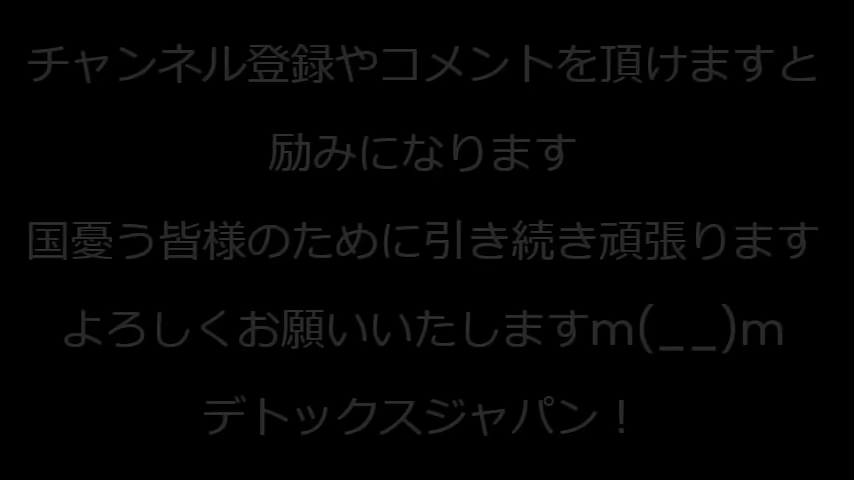 チャンネル登録やコメントを頂けますと
励みになります
国憂う皆様のために引き続き頑張ります
よろしくお願いいたしますm(__)m
デトックスジャパン！